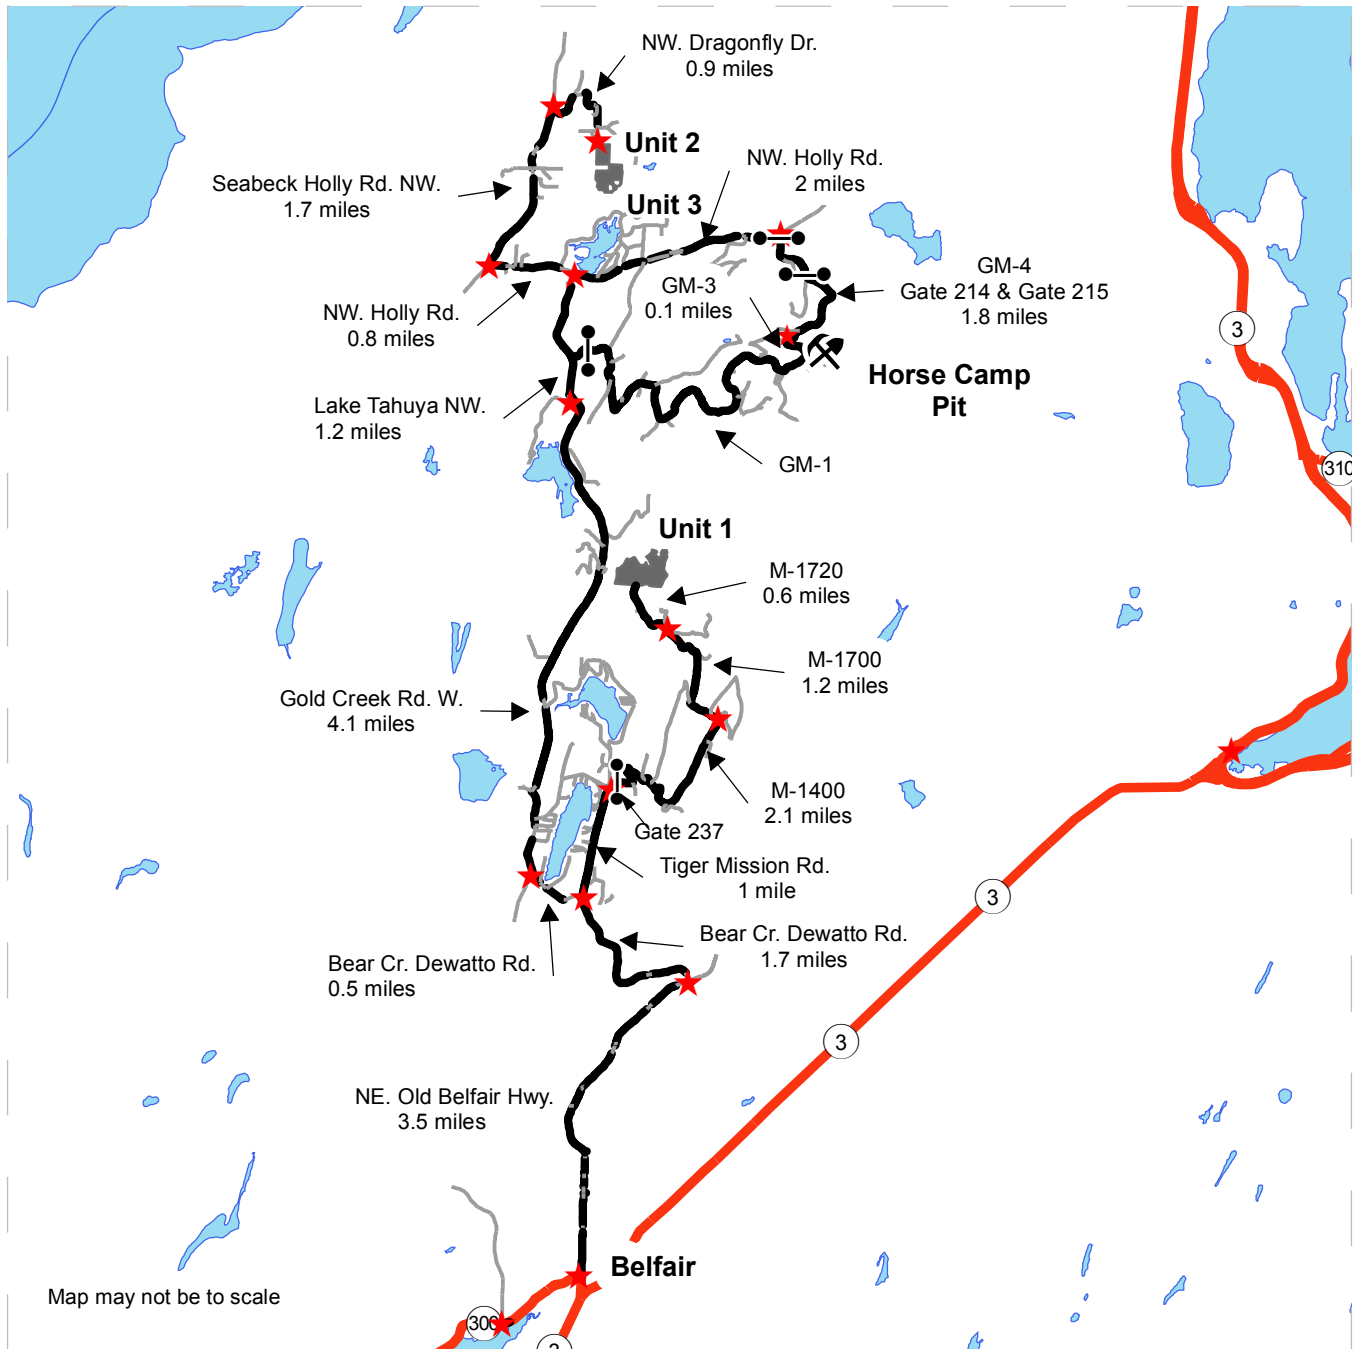 NW. Dragonfly Dr.
0.9 miles
Unit 2
NW. Holly Rd.
2 miles
Seabeck Holly Rd. NW.
1.7 miles
Unit 3
GM-3
0.1 miles
GM-4
Gate 214 & Gate 215
1.8 miles
NW. Holly Rd.
0.8 miles
3
Horse Camp
Pit
Lake Tahuya NW.
1.2 miles
GM-1
310
Unit 1
M-1720
0.6 miles
M-1700
1.2 miles
Gold Creek Rd. W.
4.1 miles
M-1400
2.1 miles
Gate 237
Tiger Mission Rd.
1 mile
3
Bear Cr. Dewatto Rd.
1.7 miles
Bear Cr. Dewatto Rd.
0.5 miles
3
NE. Old Belfair Hwy.
3.5 miles
Belfair
Map may not be to scale
300
3